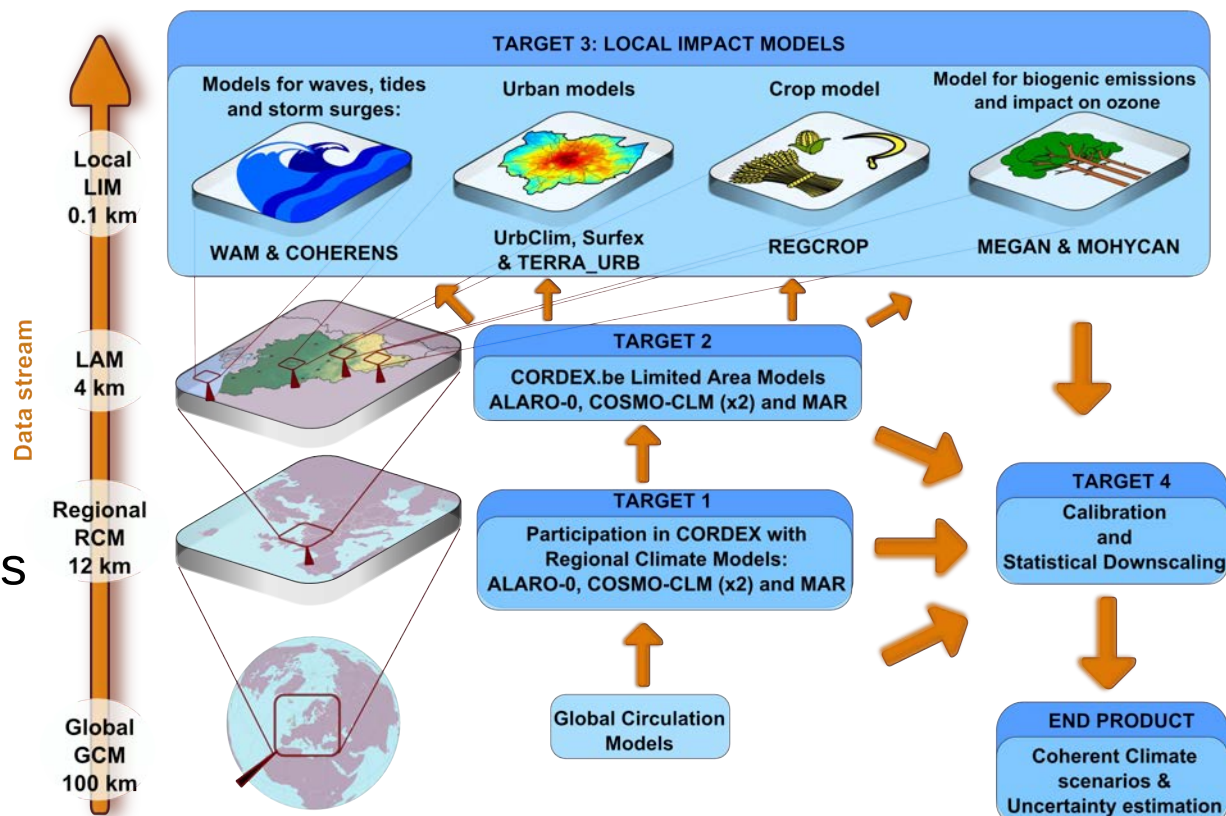 TARGET 3: LOCAL IMPACT MODELS
Models for waves, tides
and storm surges:
Urban models
Crop model
Model for biogenic emissions
and impact on ozone
WAM & COHERENS
UrbClim, Surfex
& TERRA_URB
REGCROP
MEGAN & MOHYCAN
Data stream
Local
LIM
0.1 km
LAM
4 km
Regional
RCM
12 km
Global
GCM
100 km
s
TARGET 2
CORDEX.be Limited Area Models
ALARO-0, COSMO-CLM (x2) and MAR
TARGET 1
Participation in CORDEX with
Regional Climate Models:
ALARO-0, COSMO-CLM (x2) and MAR
Global Circulation
Models
TARGET 4
Calibration
and
Statistical Downscaling
END PRODUCT
Coherent Climate
scenarios &
Uncertainty estimation